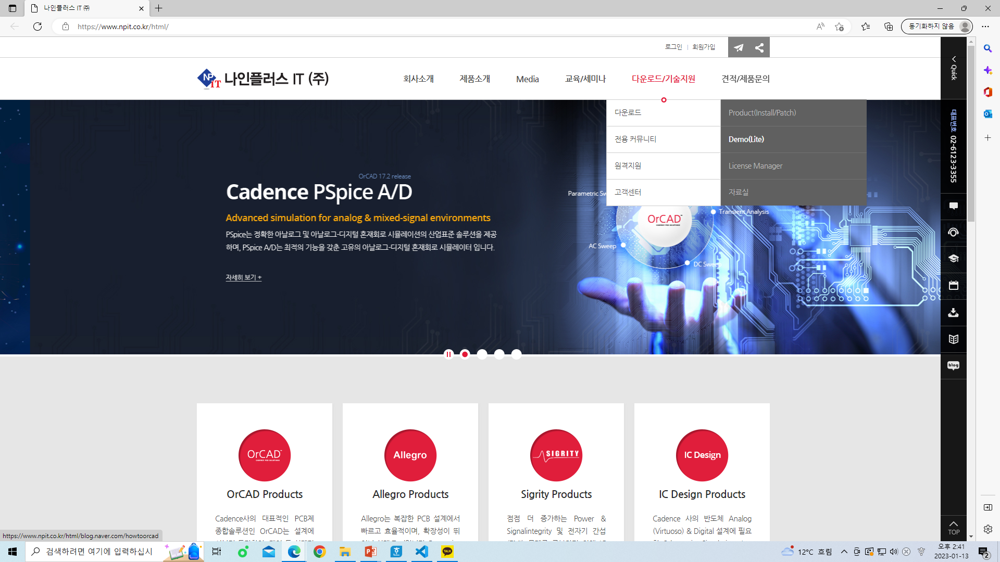 나인플러스 IT ㈜
https://www.npit.co.kr/html/
동기화하지 않음
로그인 | 회원가입
NP IT 나인플러스 IT (주)
회사소개 제품소개 Media 교육/세미나 다운로드/기술지원 견적/제품문의
다운로드 Product(Install/Patch)
전용 커뮤니티 Demo(Lite)
원격지원 License Manager
고객센터 자료실
Quick
대표번호 02-6123-3355
OrCAD 17.2 release
Cadence PSpice A/D
Advanced simulation for analog & mixed-signal environments
PSpice는 정확한 아날로그 및 아날로그-디지털 혼재회로 시뮬레이션의 산업표준 솔루션을 제공
하며, PSpice A/D는 최적의 기능을 갖춘 고유의 아날로그-디지털 혼재회로 시뮬레이터 입니다.
자세히 보기 +
Parametric Sw
Transient Analysis
OrCAD
CADENCE PCB SOLUTIONS
AC Sweep
DC Sweep
blog
OrCAD
CADENCE PCB SOLUTIONS
OrCAD Products
Cadence사의 대표적인 PCB제
종합솔루션인 OrCAD는 설계에
Allegro
Allegro Products
Allegro는 복잡한 PCB 설계에서
빠르고 효율적이며, 확장성이 뛰
SIGRITY
Sigrity Products
점점 더 증가하는 Power &
Signalintegrity 및 전자기 간섭
IC Design
IC Design Products
Cadence 사의 반도체 Analog
(Virtuoso) & Digital 설계에 필요
TOP
https://www.npit.co.kr/html/blog.naver.com/howtoorcad
검색하려면 여기에 입력하십시
TALK
12°C 흐림
오후 2:41
2023-01-13
2